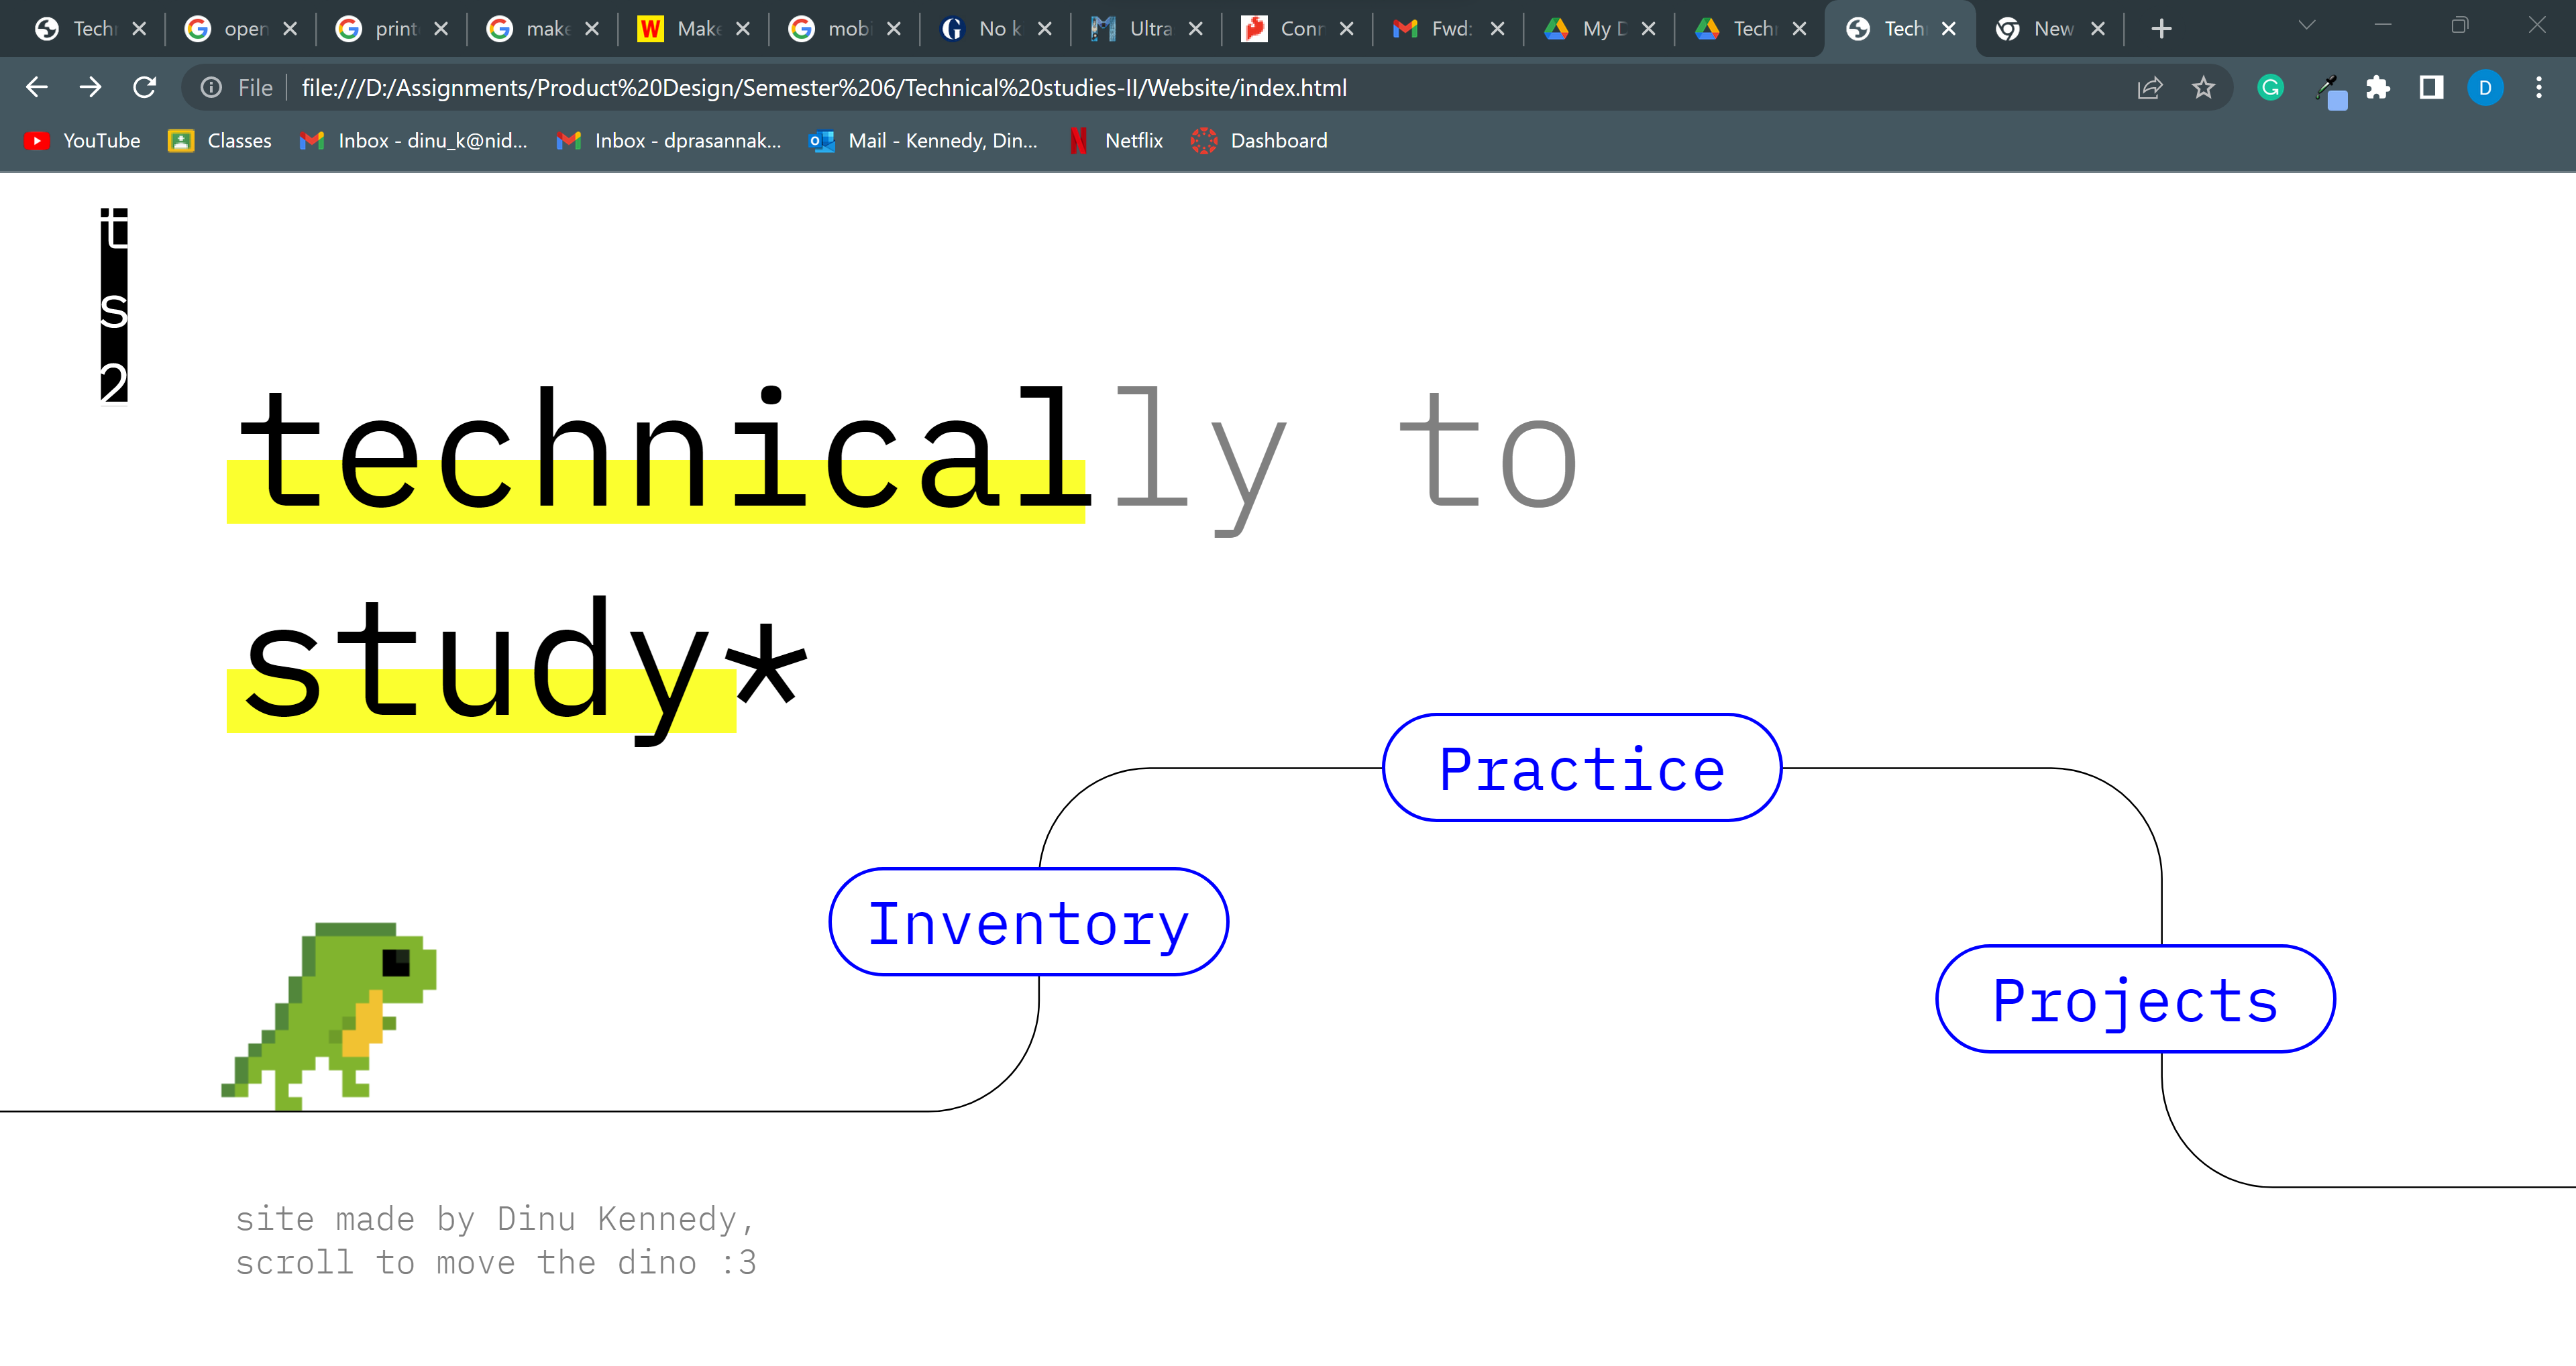 Tech
open
print
make
Make
mobi
No k
Ultra
Conn
Fwd:
My D
Tech
Tech
New
File
file:///D:/Assignments/Product%20Design/Semester%206/Technical%20studies-II/Website/index.html
D
YouTube
Classes
Inbox - dinu_k@nid...
Inbox - dprasannak...
Mail - Kennedy, Din...
Netflix
Dashboard
t
s
2
technically to
study*
Practice
Inventory
Projects
site made by Dinu Kennedy,
scroll to move the dino :3